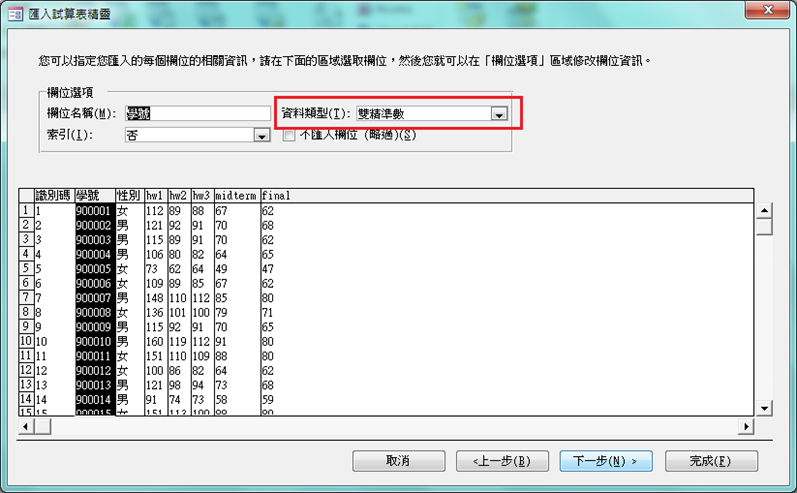 匯入試算表精靈
您可以指定您匯入的每個欄位的相關資訊，請在下面的區域選取欄位，然後您就可以在「欄位選項」區域修改欄位資訊。
欄位選項
欄位名稱(M): 學號 資料類型(T): 雙精準數
索引(I): 否 不匯入欄位 (略過)(S)
識別碼 學號 性別 hw1 hw2 hw3 midterm final
1 1 900001 女 112 89 88 67 62
2 2 900002 男 121 92 91 70 68
3 3 900003 男 115 89 91 70 62
4 4 900004 男 106 80 82 64 65
5 5 900005 女 73 62 64 49 47
6 6 900006 女 109 89 85 67 62
7 7 900007 男 148 110 112 85 80
8 8 900008 女 136 101 100 79 71
9 9 900009 男 115 92 91 70 65
10 10 900010 男 160 119 112 91 80
11 11 900011 女 151 110 109 88 80
12 12 900012 女 100 86 82 64 62
13 13 900013 男 121 98 94 73 68
14 14 900014 男 91 74 73 58 59
15 15 900015 女 151 113 109 88 80
取消 <上一步(B) 下一步(N) > 完成(F)